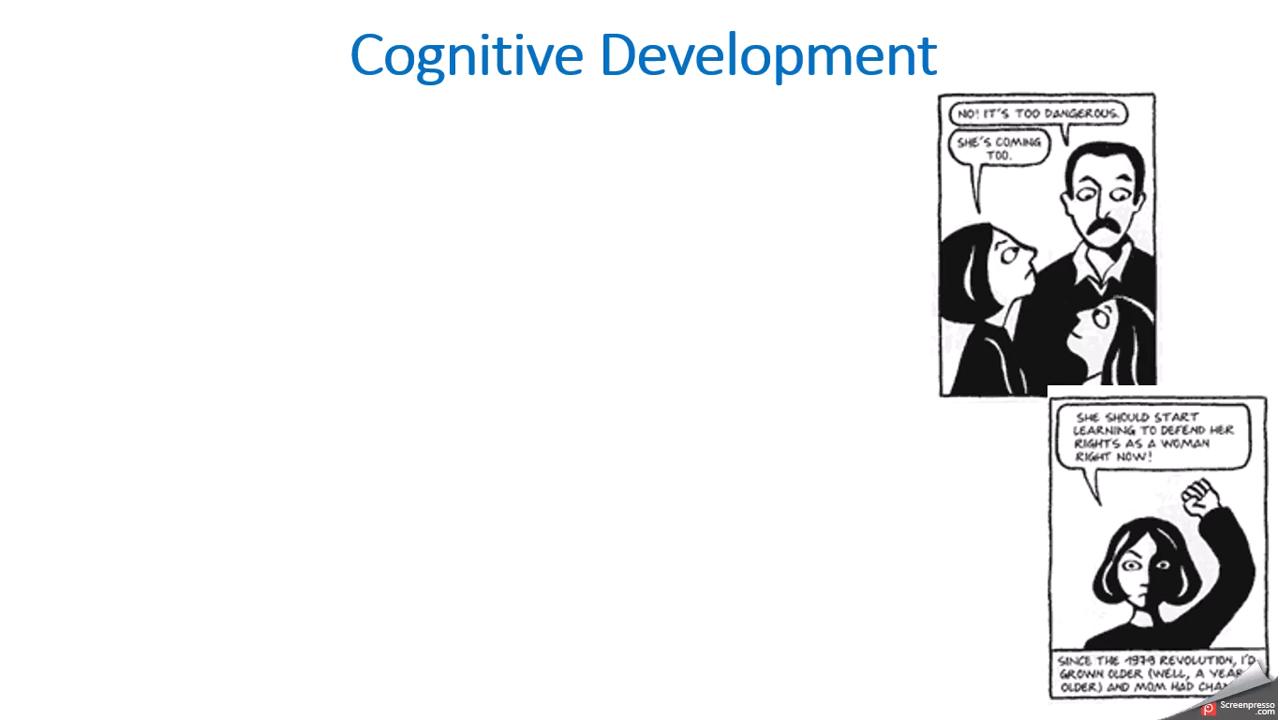 Cognitive Development
NO! IT'S TOO DANGEROUS.
SHE'S COMING
TOO.
SHE SHOULD START
LEARNING TO DEFEND HER
RIGHTS AS A WOMAN
RIGHT NOW!
SINCE THE 1979 REVOLUTION, I'D
GROWN OLDER (WELL, A YEAR
OLDER) AND MOM HAD
Screenpresso
.com